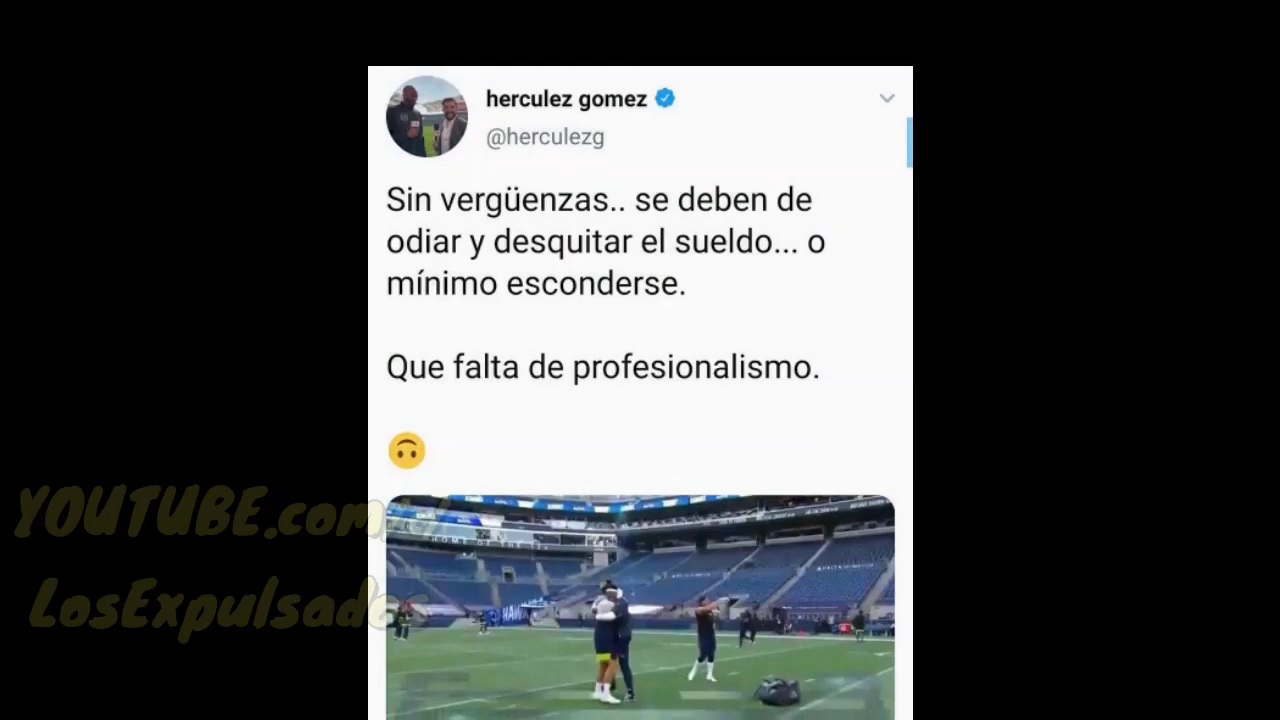 herculez gomez
@herculezg
Sin vergüenzas.. se deben de
odiar y desquitar el sueldo... o
mínimo esconderse.
Que falta de profesionalismo.
🙃
YOUTUBE.com/
LosExpulsados